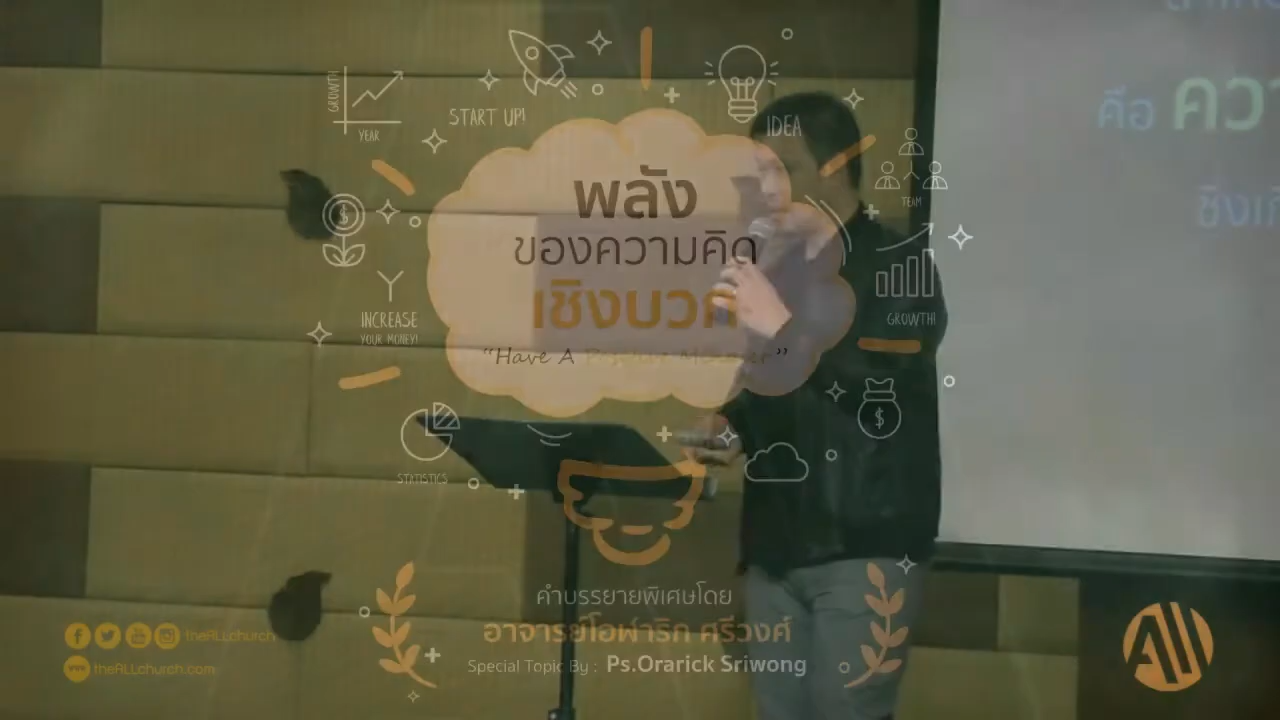 GROWTH
YEAR
START UP!
IDEA
TEAM
คือ
พลัง
ของความคิด
เชิงบวก
"Have A Positive Manner"
INCREASE
YOUR MONEY!
GROWTH!
STATISTICS
คำบรรยายพิเศษโดย
อาจารย์โอฬาริก ศรีวงศ์
Special Topic By : Ps.Orarick Sriwong
theALLchurch
theALLchurch.com